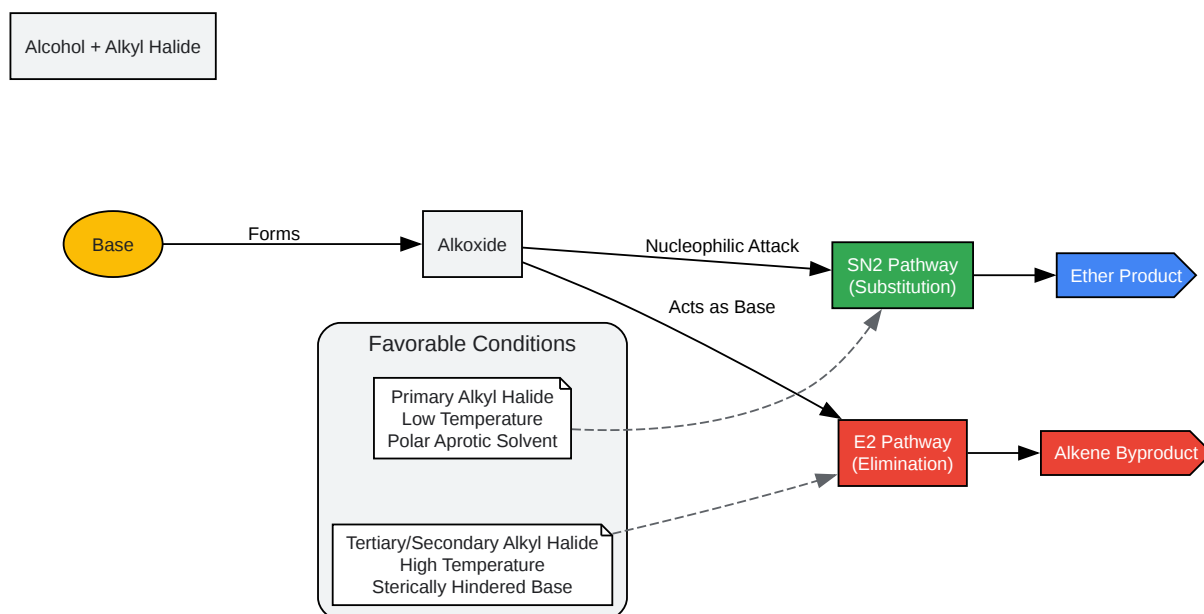 Alcohol + Alkyl Halide
Base
Forms
Alkoxide
Nucleophilic Attack
Acts as Base
SN2 Pathway
(Substitution)
Ether Product
Favorable Conditions
Primary Alkyl Halide
Low Temperature
Polar Aprotic Solvent
E2 Pathway
(Elimination)
Alkene Byproduct
Tertiary/Secondary Alkyl Halide
High Temperature
Sterically Hindered Base